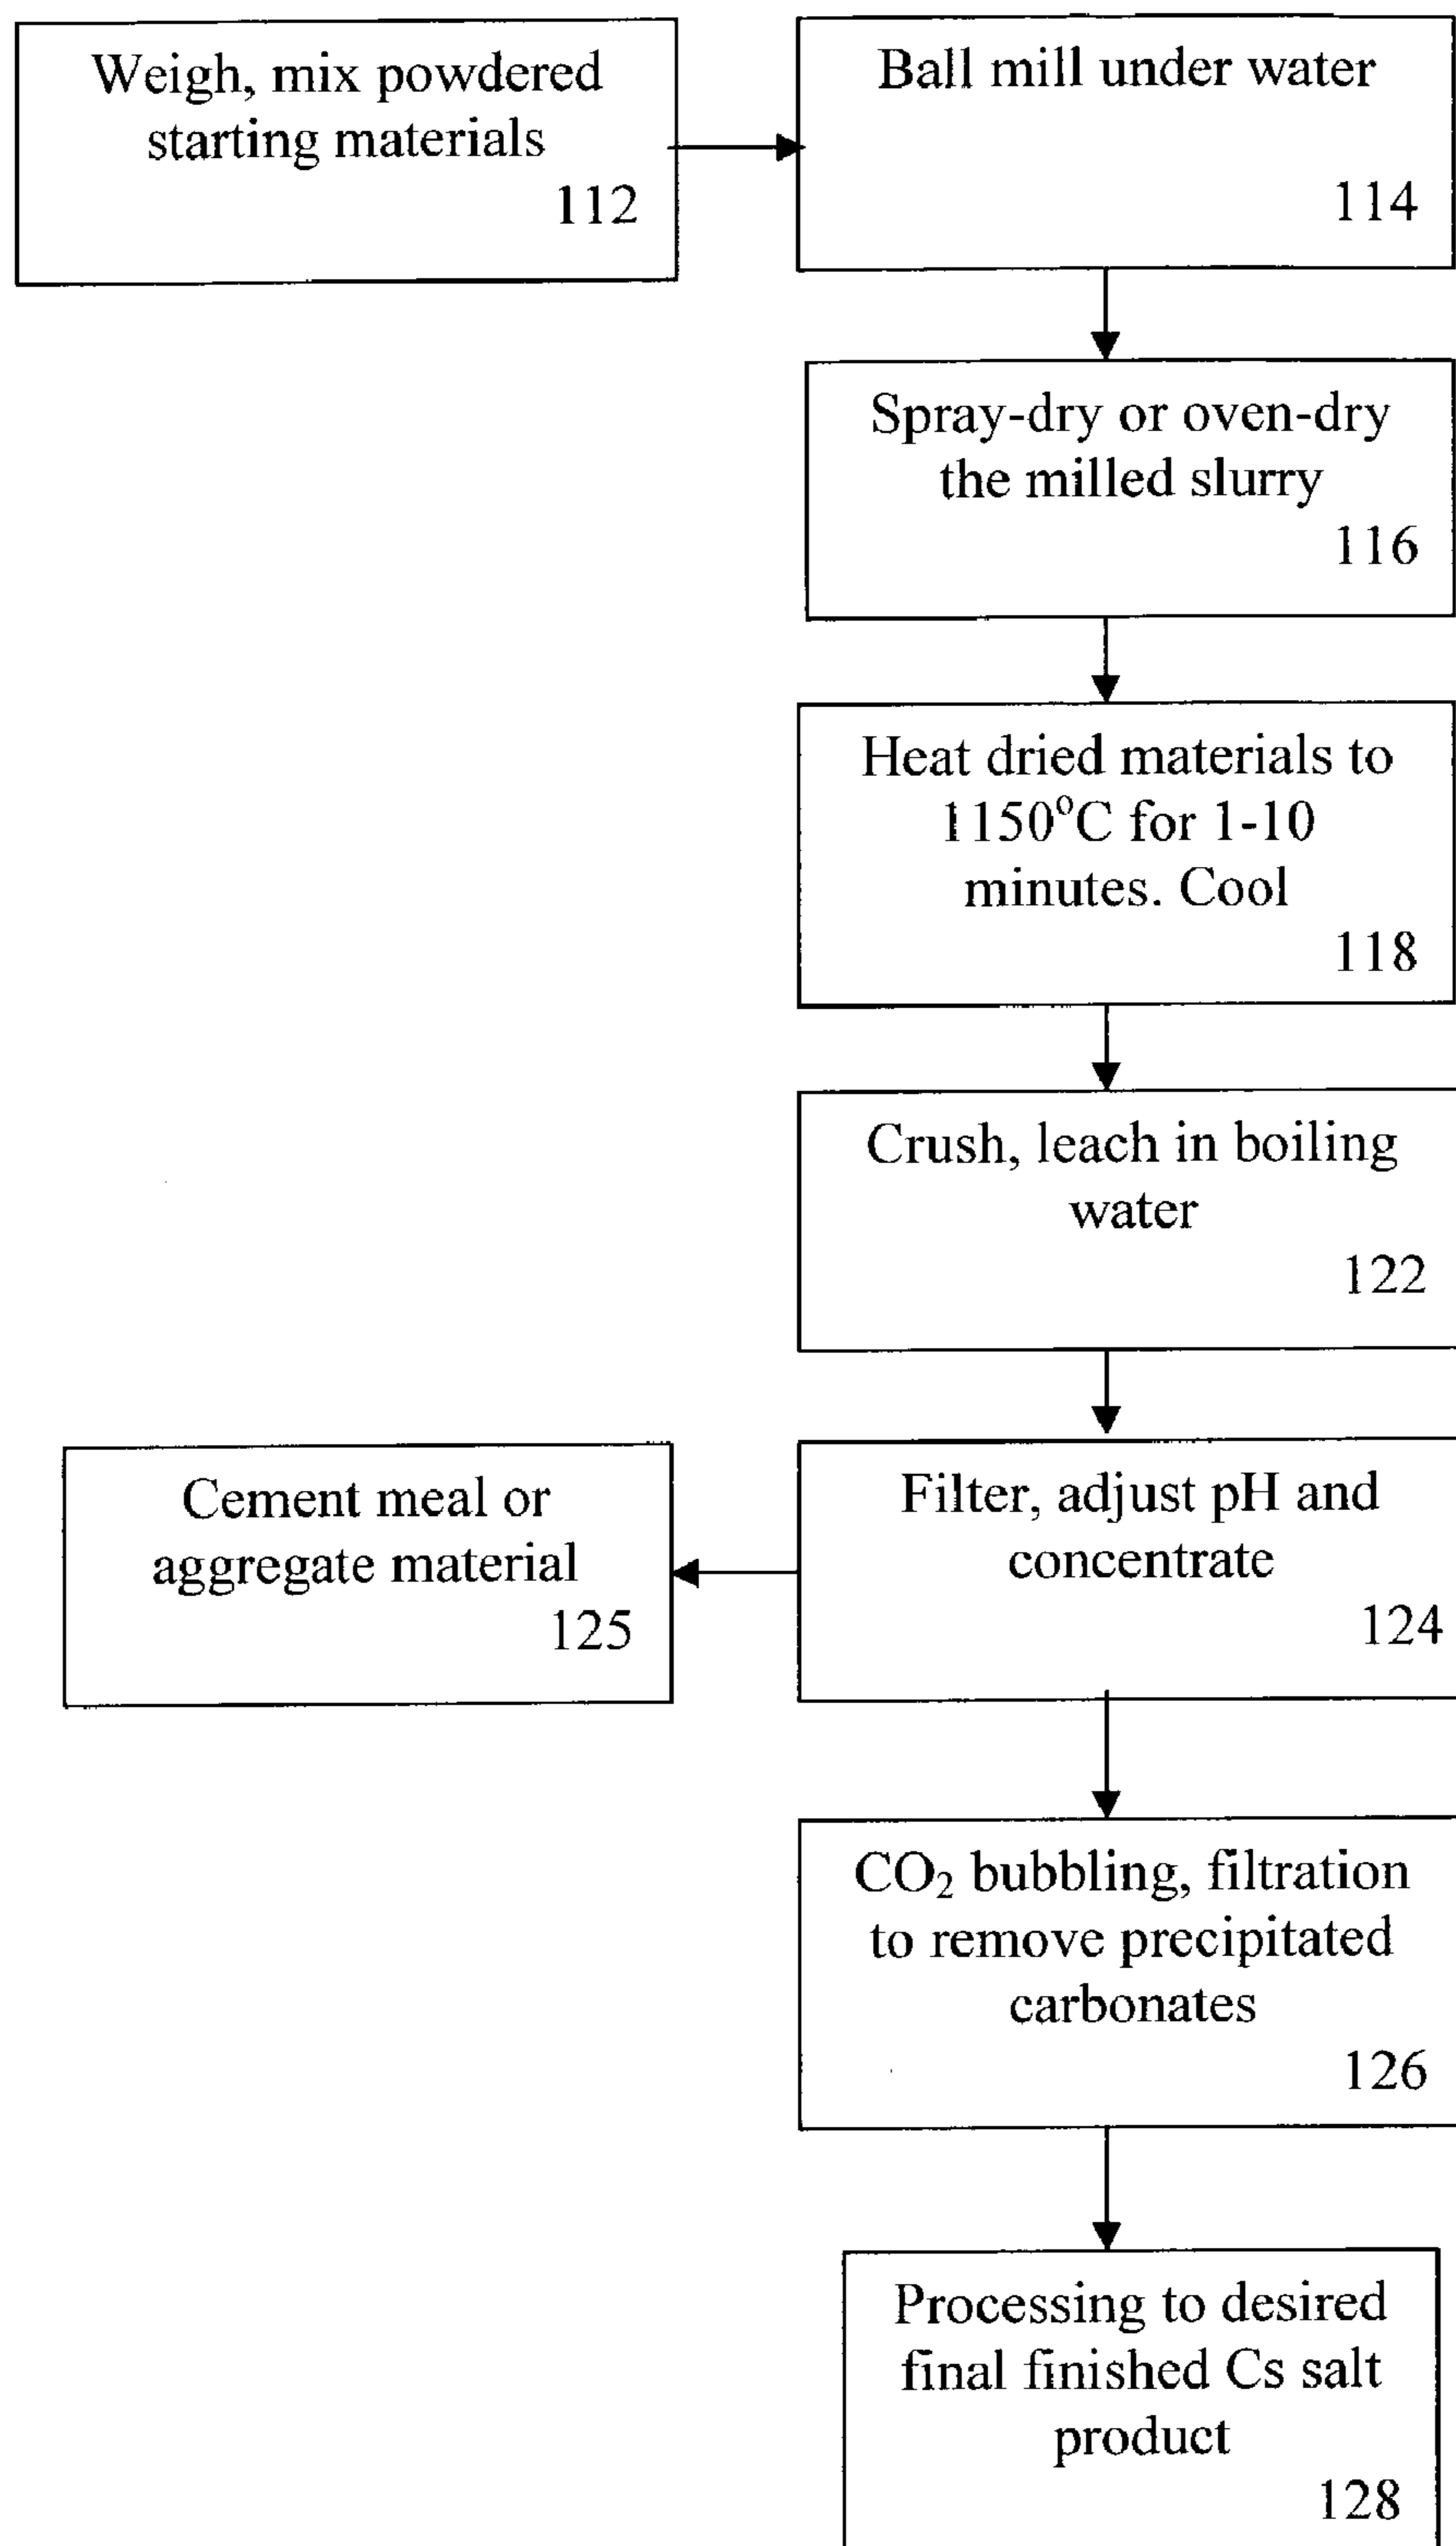 Weigh, mix powdered
starting materials
112
Ball mill under water
114
Spray-dry or oven-dry
the milled slurry
116
Heat dried materials to
1150°C for 1-10
minutes. Cool
118
Crush, leach in boiling
water
122
Filter, adjust pH and
concentrate
124
Cement meal or
aggregate material
125
CO₂ bubbling, filtration
to remove precipitated
carbonates
126
Processing to desired
final finished Cs salt
product
128